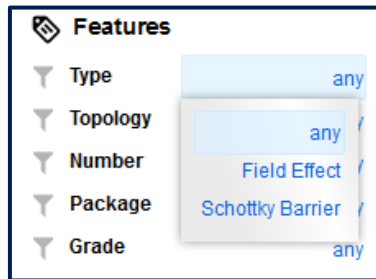 Features
Type any
Topology y
any
Number
Field Effect
Package y
Schottky Barrier
Grade any